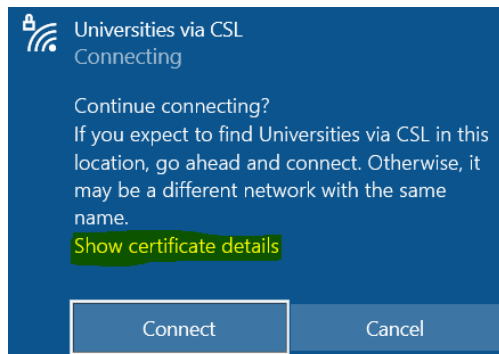 Universities via CSL
Connecting
Continue connecting?
If you expect to find Universities via CSL in this
location, go ahead and connect. Otherwise, it
may be a different network with the same
name.
Show certificate details
Connect
Cancel